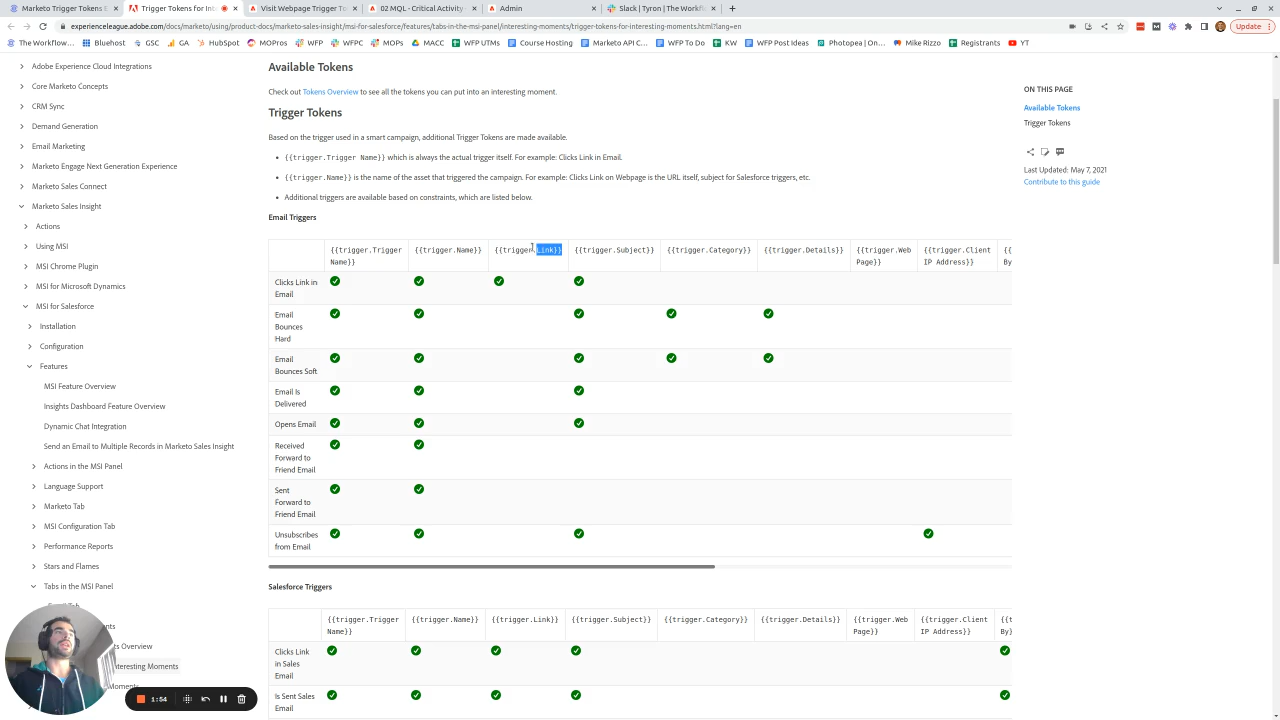 Marketo Trigger Tokens E
Trigger Tokens for Int
Visit Webpage Trigger To
02 MQL - Critical Activity
Admin
Slack | Tyron | The Workfl
experienceleague.adobe.com/docs/marketo/using/product-docs/marketo-sales-insight/msi-for-salesforce/features/tabs-in-the-msi-panel/interesting-moments/trigger-tokens-for-interesting-moments.html?lang=en
Update
The Workflow...
Bluehost
GSC
GA
HubSpot
MOPros
WFP
WFPC
MOPs
MACC
WFP UTMs
Course Hosting
Marketo API C...
WFP To Do
KW
WFP Post Ideas
Photopea | On...
Mike Rizzo
Registrants
YT
Adobe Experience Cloud Integrations
Core Marketo Concepts
CRM Sync
Demand Generation
Email Marketing
Marketo Engage Next Generation Experience
Marketo Sales Connect
Marketo Sales Insight
Actions
Using MSI
MSI Chrome Plugin
MSI for Microsoft Dynamics
MSI for Salesforce
Installation
Configuration
Features
MSI Feature Overview
Insights Dashboard Feature Overview
Dynamic Chat Integration
Send an Email to Multiple Records in Marketo Sales Insight
Actions in the MSI Panel
Language Support
Marketo Tab
MSI Configuration Tab
Performance Reports
Stars and Flames
Tabs in the MSI Panel
Interesting Moments
1:54
Available Tokens
Check out Tokens Overview to see all the tokens you can put into an interesting moment.
Trigger Tokens
Based on the trigger used in a smart campaign, additional Trigger Tokens are made available.
• {{trigger.Trigger Name}} which is always the actual trigger itself. For example: Clicks Link in Email.
• {{trigger.Name}} is the name of the asset that triggered the campaign. For example: Clicks Link on Webpage is the URL itself, subject for Salesforce triggers, etc.
• Additional triggers are available based on constraints, which are listed below.
Email Triggers
{{trigger.Trigger Name}} {{trigger.Name}} {{trigger.Link}} {{trigger.Subject}} {{trigger.Category}} {{trigger.Details}} {{trigger.Web Page}} {{trigger.Client IP Address}}
Clicks Link in
Email
Email
Bounces
Hard
Email
Bounces Soft
Email Is
Delivered
Opens Email
Received
Forward to
Friend Email
Sent
Forward to
Friend Email
Unsubscribes
from Email
Salesforce Triggers
{{trigger.Trigger Name}} {{trigger.Name}} {{trigger.Link}} {{trigger.Subject}} {{trigger.Category}} {{trigger.Details}} {{trigger.Web Page}} {{trigger.Client IP Address}}
Clicks Link
in Sales
Email
Is Sent Sales
Email
ON THIS PAGE
Available Tokens
Trigger Tokens
Last Updated: May 7, 2021
Contribute to this guide